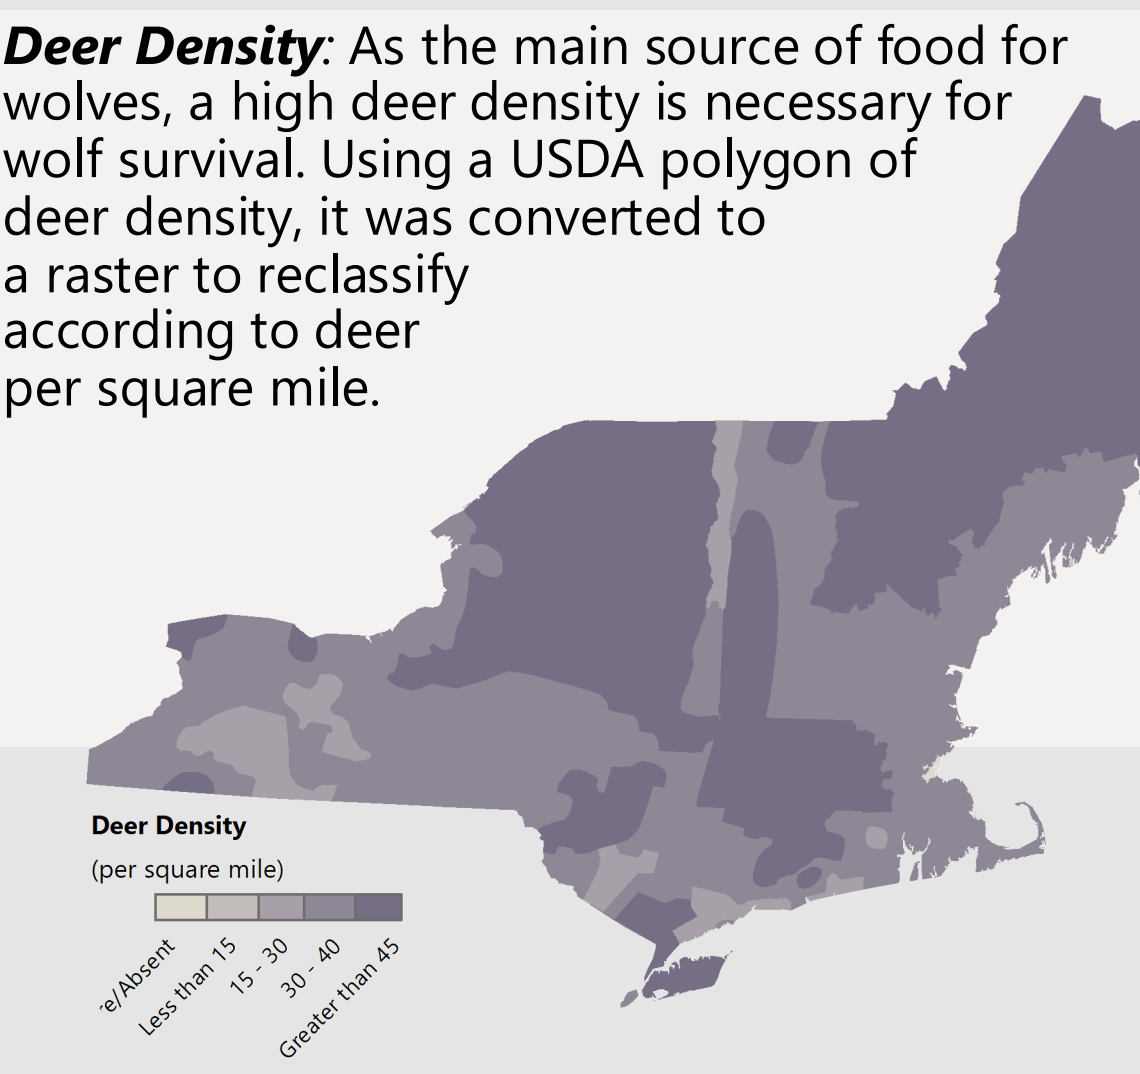 Deer Density: As the main source of food for
wolves, a high deer density is necessary for
wolf survival. Using a USDA polygon of
deer density, it was converted to
a raster to reclassify
according to deer
per square mile.
Deer Density
(per square mile)
e/Absent
Less than 15
15 - 30
30 - 40
Greater than 45